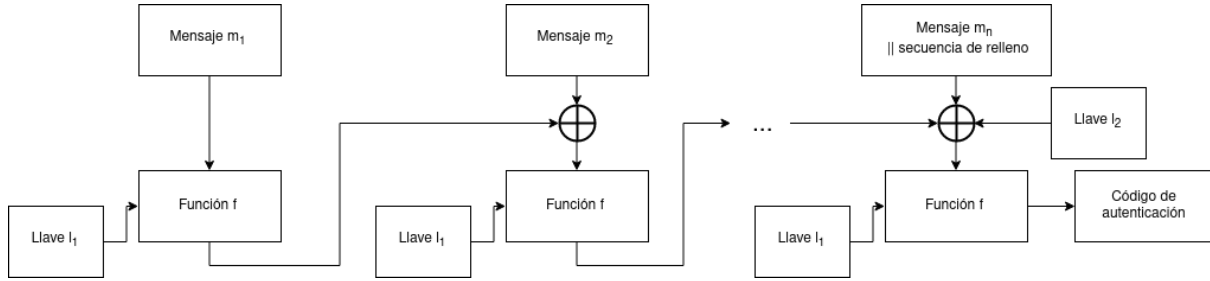 Mensaje m₁
Mensaje m₂
Mensaje mₙ
|| secuencia de relleno
Llave l₂
Función f
Función f
Función f
Código de
autenticación
Llave l₁
Llave l₁
Llave l₁
...